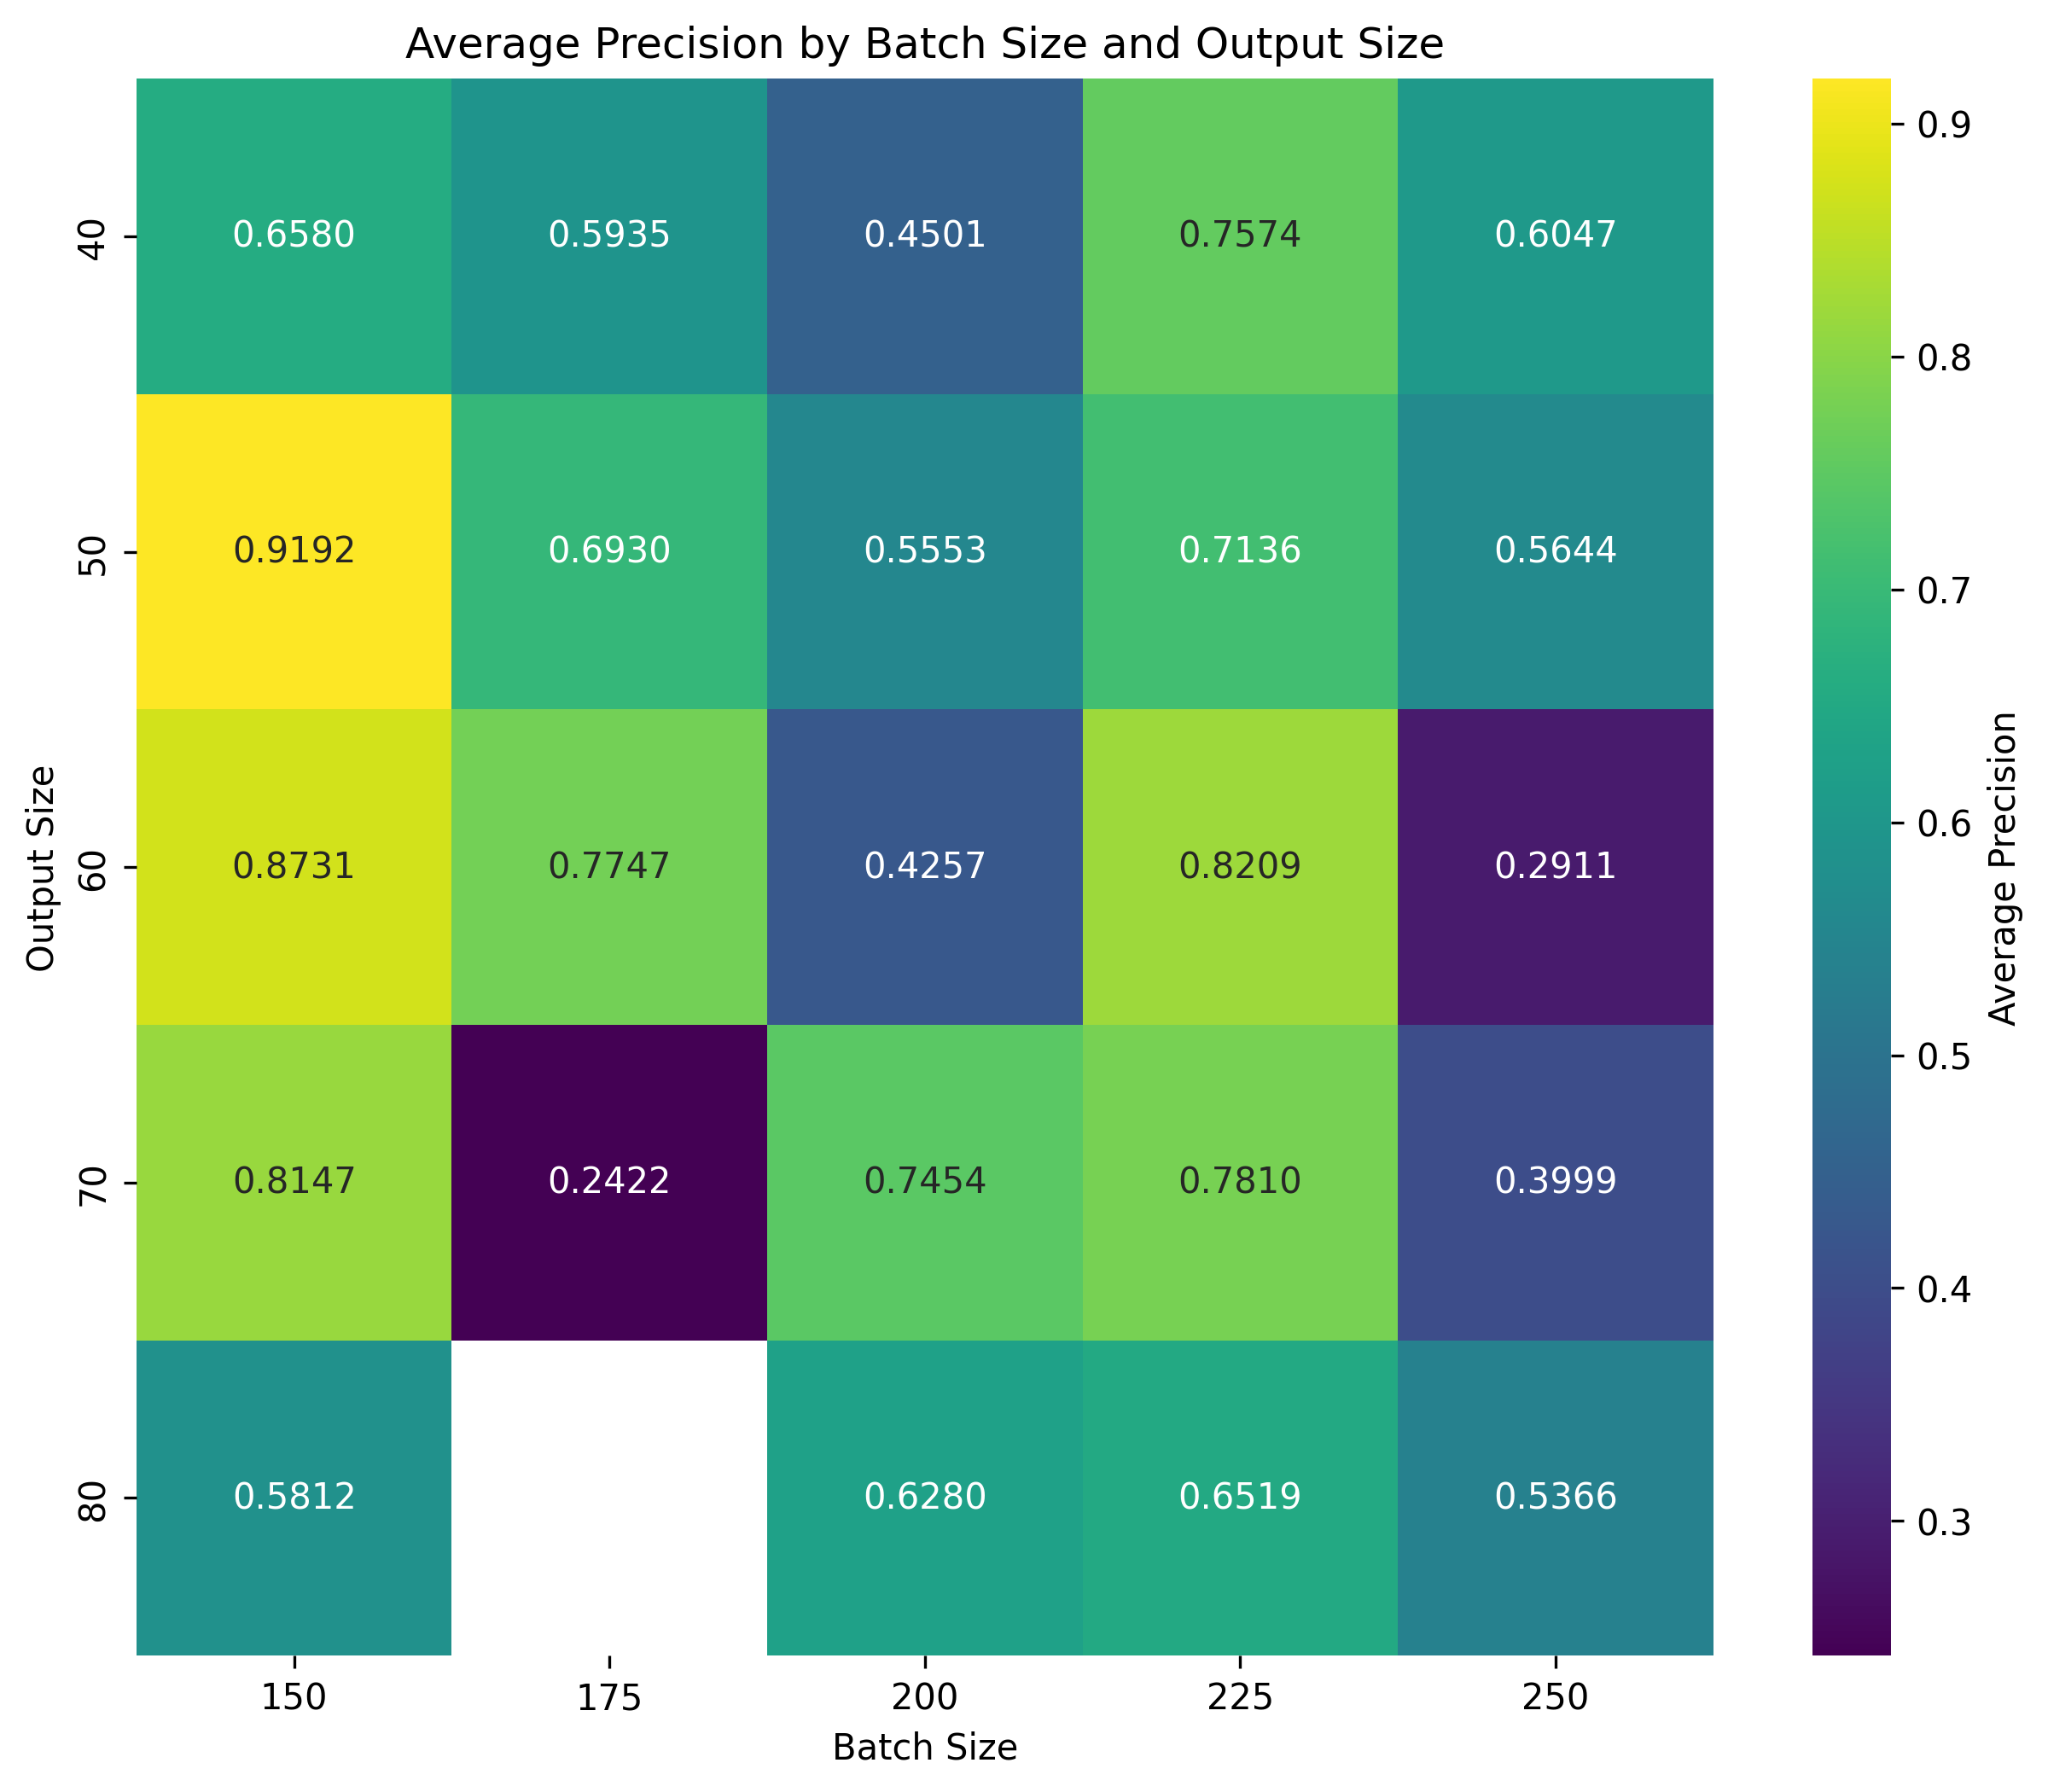 Average Precision by Batch Size and Output Size
40 0.6580 0.5935 0.4501 0.7574 0.6047
50 0.9192 0.6930 0.5553 0.7136 0.5644
60 0.8731 0.7747 0.4257 0.8209 0.2911
70 0.8147 0.2422 0.7454 0.7810 0.3999
80 0.5812 0.6280 0.6519 0.5366
150 175 200 225 250
Batch Size
Output Size
0.9
0.8
0.7
0.6
0.5
0.4
0.3
Average Precision